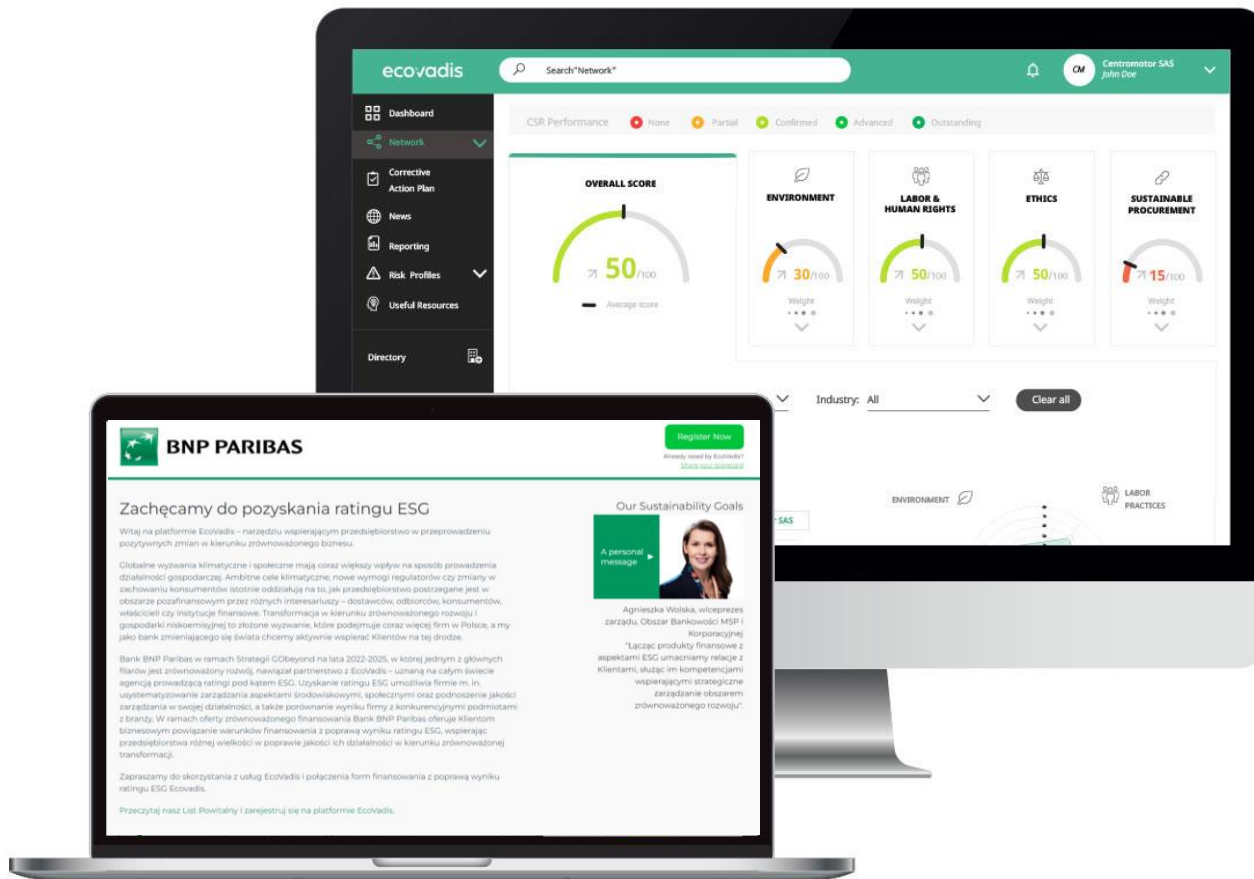 ecovadis
Search"Network"
CM
Centromotor SAS
John Doe
Dashboard
Network
Corrective
Action Plan
News
Reporting
Risk Profiles
Useful Resources
Directory
CSR Performance
None
Partial
Confirmed
Advanced
Outstanding
OVERALL SCORE
50/100
Average score
ENVIRONMENT
30/100
Weight
LABOR &
HUMAN RIGHTS
50/100
Weight
ETHICS
50/100
Weight
SUSTAINABLE
PROCUREMENT
15/100
Weight
Industry: All
Clear all
SAS
ENVIRONMENT
LABOR
PRACTICES
BNP PARIBAS
Register Now
Already rated by EcoVadis?
Share your scorecard
Zachęcamy do pozyskania ratingu ESG
Witaj na platformie EcoVadis – narzędziu wspierającym przedsiębiorstwo w przeprowadzeniu
pozytywnych zmian w kierunku zrównoważonego biznesu.
Globalne wyzwania klimatyczne i społeczne mają coraz większy wpływ na sposób prowadzenia
działalności gospodarczej. Ambitne cele klimatyczne, nowe wymogi regulatorów czy zmiany w
zachowaniu konsumentów istotnie oddziałują na to, jak przedsiębiorstwo postrzegane jest w
obszarze pozafinansowym przez różnych interesariuszy – dostawców, odbiorców, konsumentów,
właścicieli czy instytucje finansowe. Transformacja w kierunku zrównoważonego rozwoju i
gospodarki niskoemisyjnej to złożone wyzwanie, które podejmuje coraz więcej firm w Polsce, a my
jako bank zmieniającego się świata chcemy aktywnie wspierać Klientów na tej drodze.
Bank BNP Paribas w ramach Strategii GObeyond na lata 2022-2025, w której jednym z głównych
filarów jest zrównoważony rozwój, nawiązał partnerstwo z EcoVadis – uznaną na całym świecie
agencją prowadzącą ratingi pod kątem ESG. Uzyskanie ratingu ESG umożliwia firmie m. in.
usystematyzowanie zarządzania aspektami środowiskowymi, społecznymi oraz podnoszenie jakości
zarządzania w swojej działalności, a także porównanie wyniku firmy z konkurencyjnymi podmiotami
z branży. W ramach oferty zrównoważonego finansowania Bank BNP Paribas oferuje Klientom
biznesowym powiązanie warunków finansowania z poprawą wyniku ratingu ESG, wspierając
przedsiębiorstwa różnej wielkości w poprawie jakości ich działalności w kierunku zrównoważonej
transformacji.
Zapraszamy do skorzystania z usług EcoVadis i połączenia form finansowania z poprawą wyniku
ratingu ESG Ecovadis.
Przeczytaj nasz List Powitalny i zarejestruj się na platformie EcoVadis.
Our Sustainability Goals
A personal
message
Agnieszka Wolska, wiceprezes
zarządu, Obszar Bankowości MSP i
Korporacyjnej
"Łącząc produkty finansowe z
aspektami ESG umacniamy relacje z
Klientami, służąc im kompetencjami
wspierającymi strategiczne
zarządzanie obszarem
zrównoważonego rozwoju".